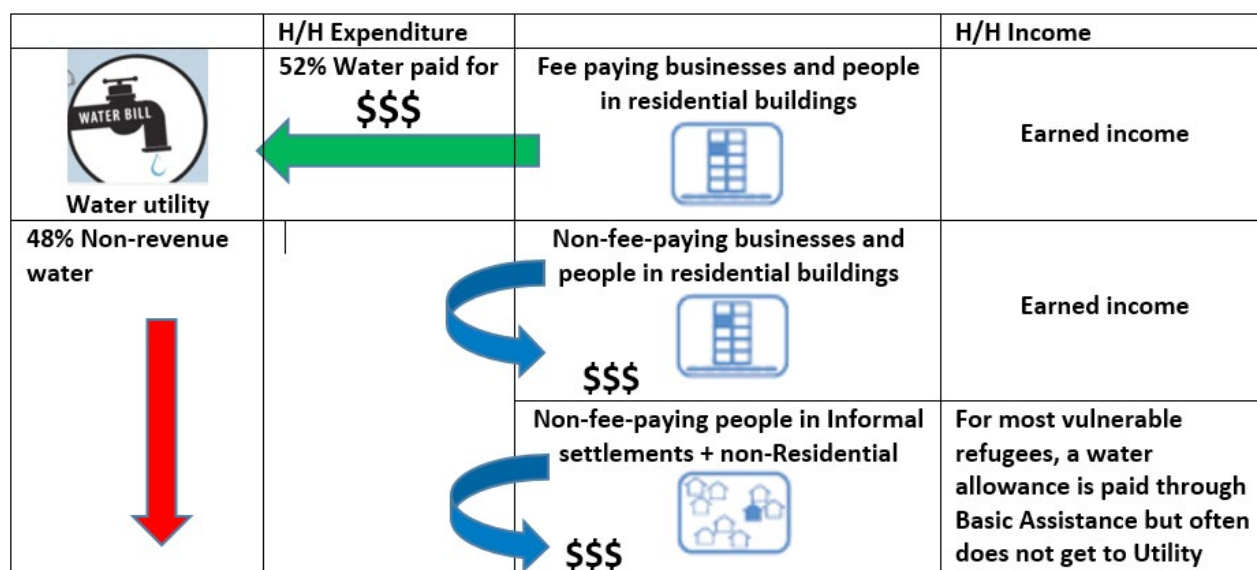 H/H Expenditure
H/H Income
WATER BILL
Water utility
52% Water paid for
$$$
Fee paying businesses and people
in residential buildings
Earned income
48% Non-revenue
water
Non-fee-paying businesses and
people in residential buildings
$$$
Earned income
Non-fee-paying people in Informal
settlements + non-Residential
$$$
For most vulnerable
refugees, a water
allowance is paid through
Basic Assistance but often
does not get to Utility